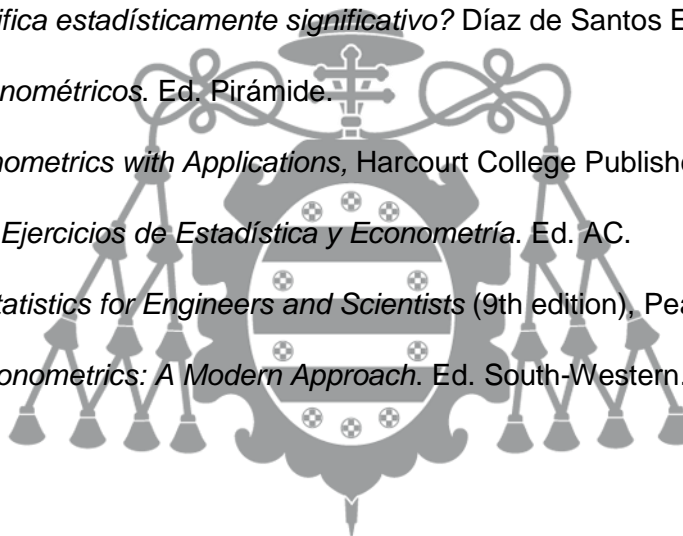 ifica estadísticamente significativo? Díaz de Santos E
nométricos. Ed. Pirámide.
nometrics with Applications, Harcourt College Publishe
Ejercicios de Estadística y Econometría. Ed. AC.
tatistics for Engineers and Scientists (9th edition), Pea
onometrics: A Modern Approach. Ed. South-Western.